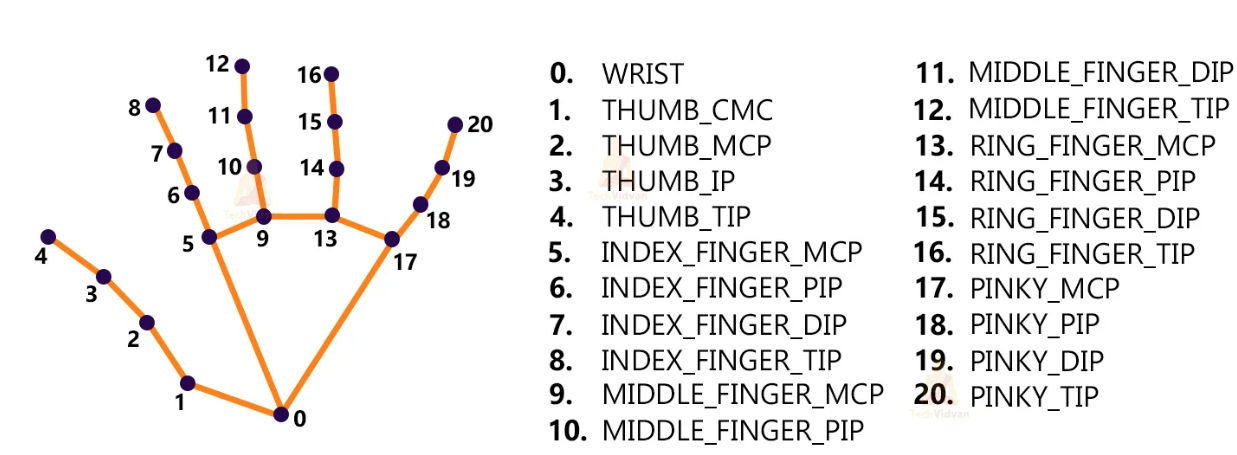 12
16
8
11
15
20
7
10
14
19
6
18
5
9
13
17
4
3
2
1
0
0. WRIST
1. THUMB_CMC
2. THUMB_MCP
3. THUMB_IP
4. THUMB_TIP
5. INDEX_FINGER_MCP
6. INDEX_FINGER_PIP
7. INDEX_FINGER_DIP
8. INDEX_FINGER_TIP
9. MIDDLE_FINGER_MCP
10. MIDDLE_FINGER_PIP
11. MIDDLE_FINGER_DIP
12. MIDDLE_FINGER_TIP
13. RING_FINGER_MCP
14. RING_FINGER_PIP
15. RING_FINGER_DIP
16. RING_FINGER_TIP
17. PINKY_MCP
18. PINKY_PIP
19. PINKY_DIP
20. PINKY_TIP
TechVidvan
TechVidvan
TechVidvan